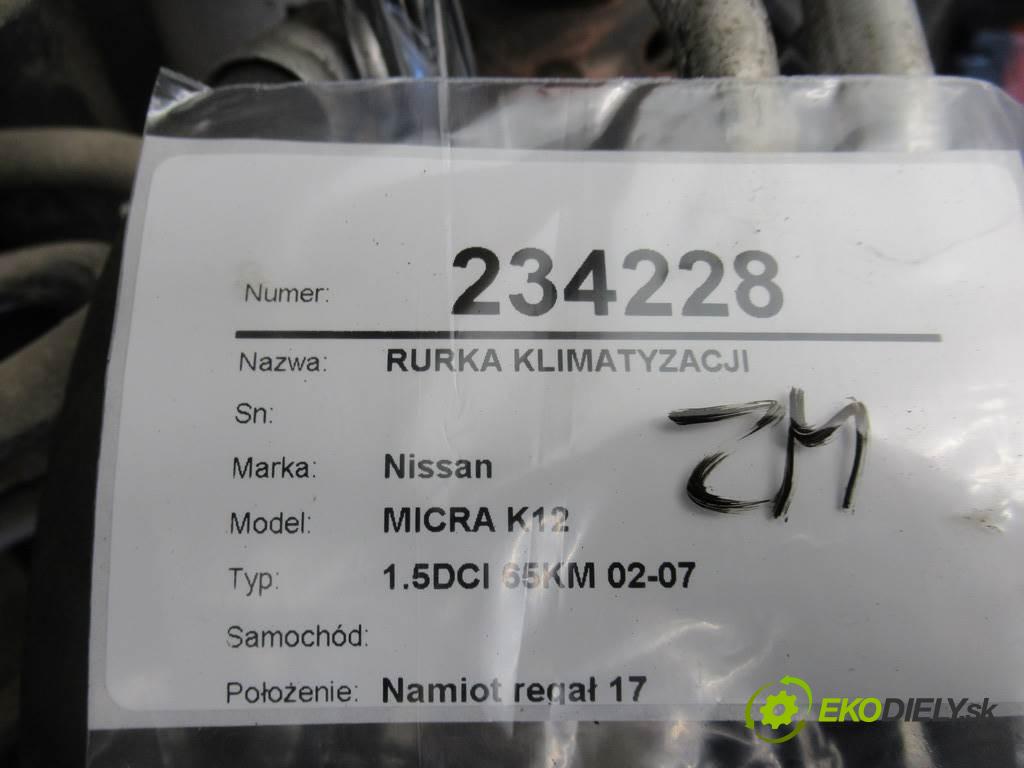 Numer: 234228
Nazwa: RURKA KLIMATYZACJI
Sn:
Marka: Nissan
Model: MICRA K12
Typ: 1.5DCI 65KM 02-07
Samochód:
Położenie: Namiot regał 17
ZM
EKODIELY.sk